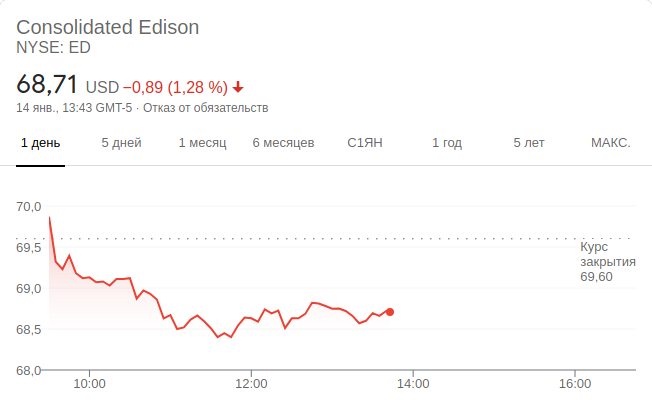 Consolidated Edison
NYSE: ED
68,71 USD −0,89 (1,28 %)
14 янв., 13:43 GMT-5 · Отказ от обязательств
1 день 5 дней 1 месяц 6 месяцев С1ЯН 1 год 5 лет МАКС.
70,0
69,5
69,0
68,5
68,0
Курс
закрытия
69,60
10:00 12:00 14:00 16:00